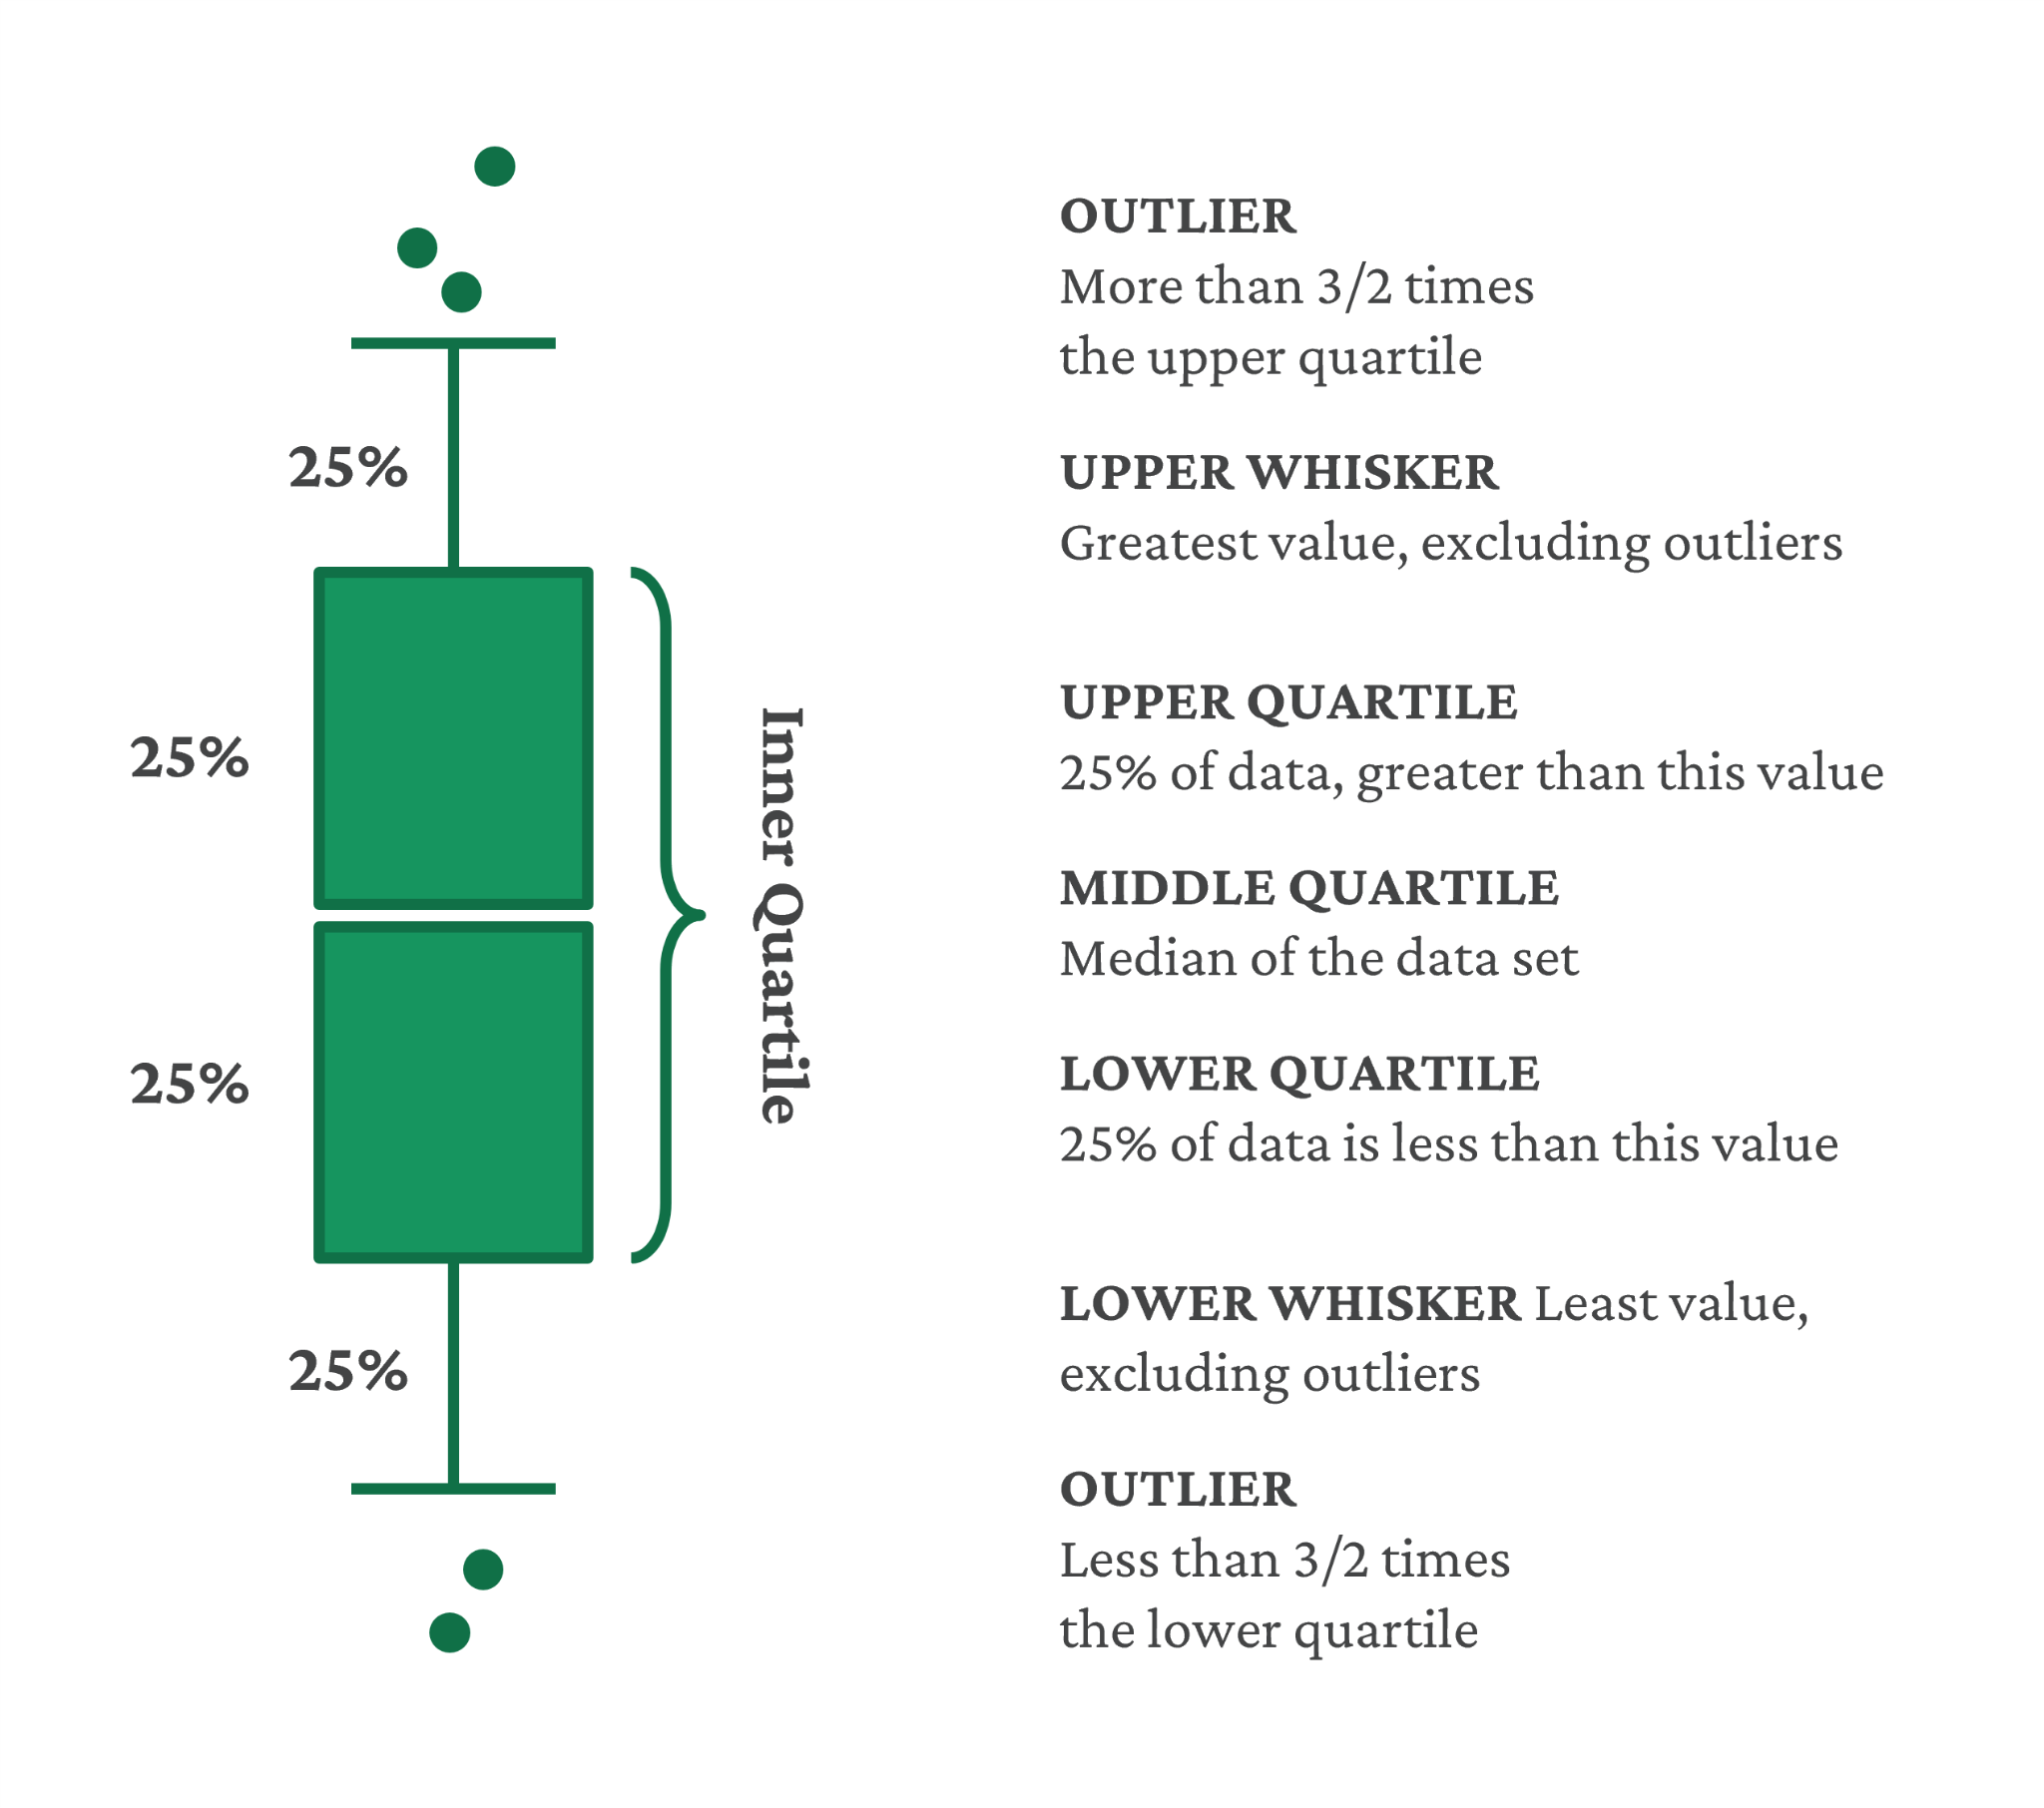 OUTLIER
More than 3/2 times
the upper quartile
25%
UPPER WHISKER
Greatest value, excluding outliers
25%
UPPER QUARTILE
25% of data, greater than this value
Inner Quartile
MIDDLE QUARTILE
Median of the data set
25%
LOWER QUARTILE
25% of data is less than this value
25%
LOWER WHISKER Least value,
excluding outliers
OUTLIER
Less than 3/2 times
the lower quartile